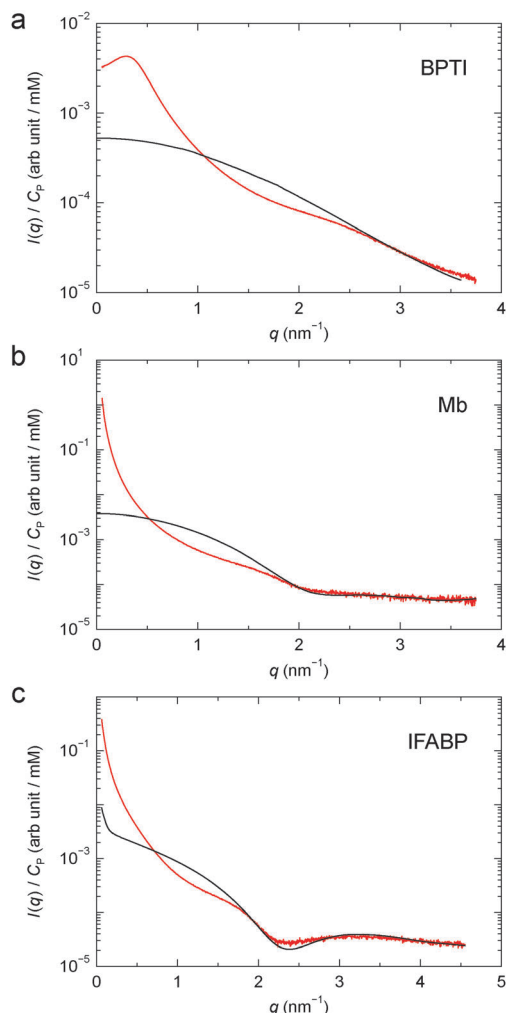 a
BPTI
I(q) / C_P (arb unit / mM)
10⁻²
10⁻³
10⁻⁴
10⁻⁵
0 1 2 3 4
q (nm⁻¹)
b
Mb
I(q) / C_P (arb unit / mM)
10¹
10⁻¹
10⁻³
10⁻⁵
0 1 2 3 4
q (nm⁻¹)
c
IFABP
I(q) / C_P (arb unit / mM)
10⁻¹
10⁻³
10⁻⁵
0 1 2 3 4 5
q (nm⁻¹)